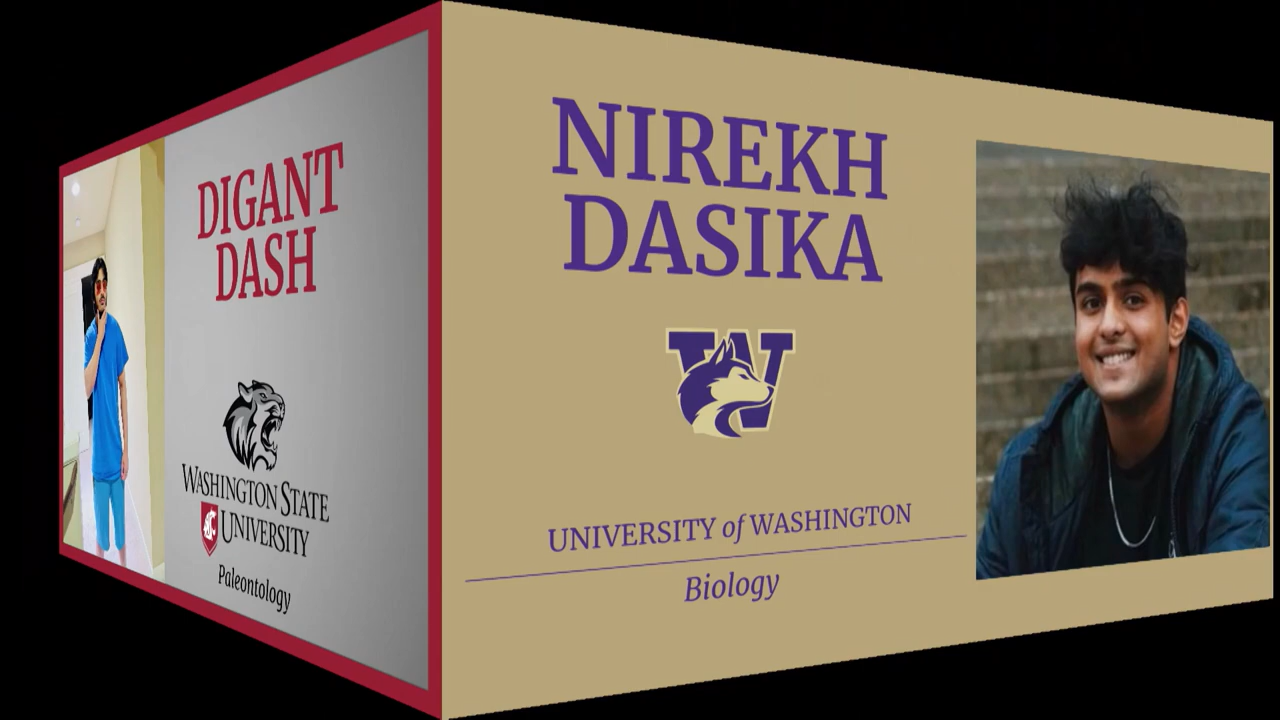 DIGANT
DASH
WASHINGTON STATE
UNIVERSITY
Paleontology
NIREKH
DASIKA
W
UNIVERSITY of WASHINGTON
Biology